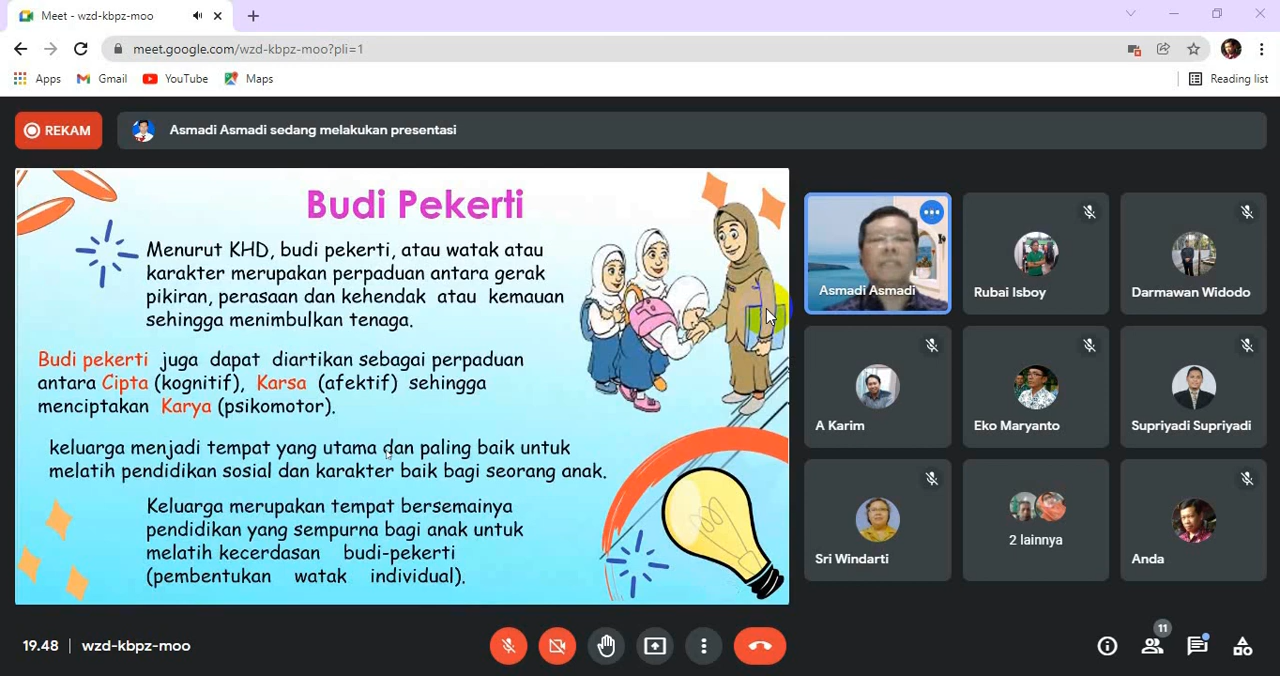 Meet - wzd-kbpz-moo
meet.google.com/wzd-kbpz-moo?pli=1
Apps
Gmail
YouTube
Maps
Reading list
REKAM
Asmadi Asmadi sedang melakukan presentasi
Budi Pekerti
Menurut KHD, budi pekerti, atau watak atau
karakter merupakan perpaduan antara gerak
pikiran, perasaan dan kehendak atau kemauan
sehingga menimbulkan tenaga.
Budi pekerti juga dapat diartikan sebagai perpaduan
antara Cipta (kognitif), Karsa (afektif) sehingga
menciptakan Karya (psikomotor).
keluarga menjadi tempat yang utama dan paling baik untuk
melatih pendidikan sosial dan karakter baik bagi seorang anak.
Keluarga merupakan tempat bersemainya
pendidikan yang sempurna bagi anak untuk
melatih kecerdasan budi-pekerti
(pembentukan watak individual).
Asmadi Asmadi
Rubai Isboy
Darmawan Widodo
A Karim
Eko Maryanto
Supriyadi Supriyadi
Sri Windarti
2 lainnya
Anda
19.48
wzd-kbpz-moo
11